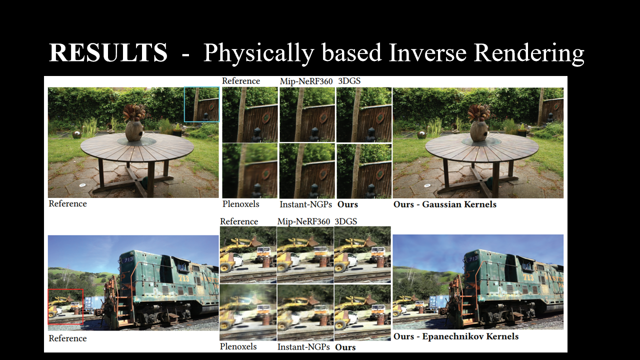 RESULTS - Physically based Inverse Rendering
Reference Mip-NeRF360 3DGS
Plenoxels Instant-NGPs Ours
Reference
Ours - Gaussian Kernels
Reference Mip-NeRF360 3DGS
Plenoxels Instant-NGPs Ours
Reference
Ours - Epanechnikov Kernels